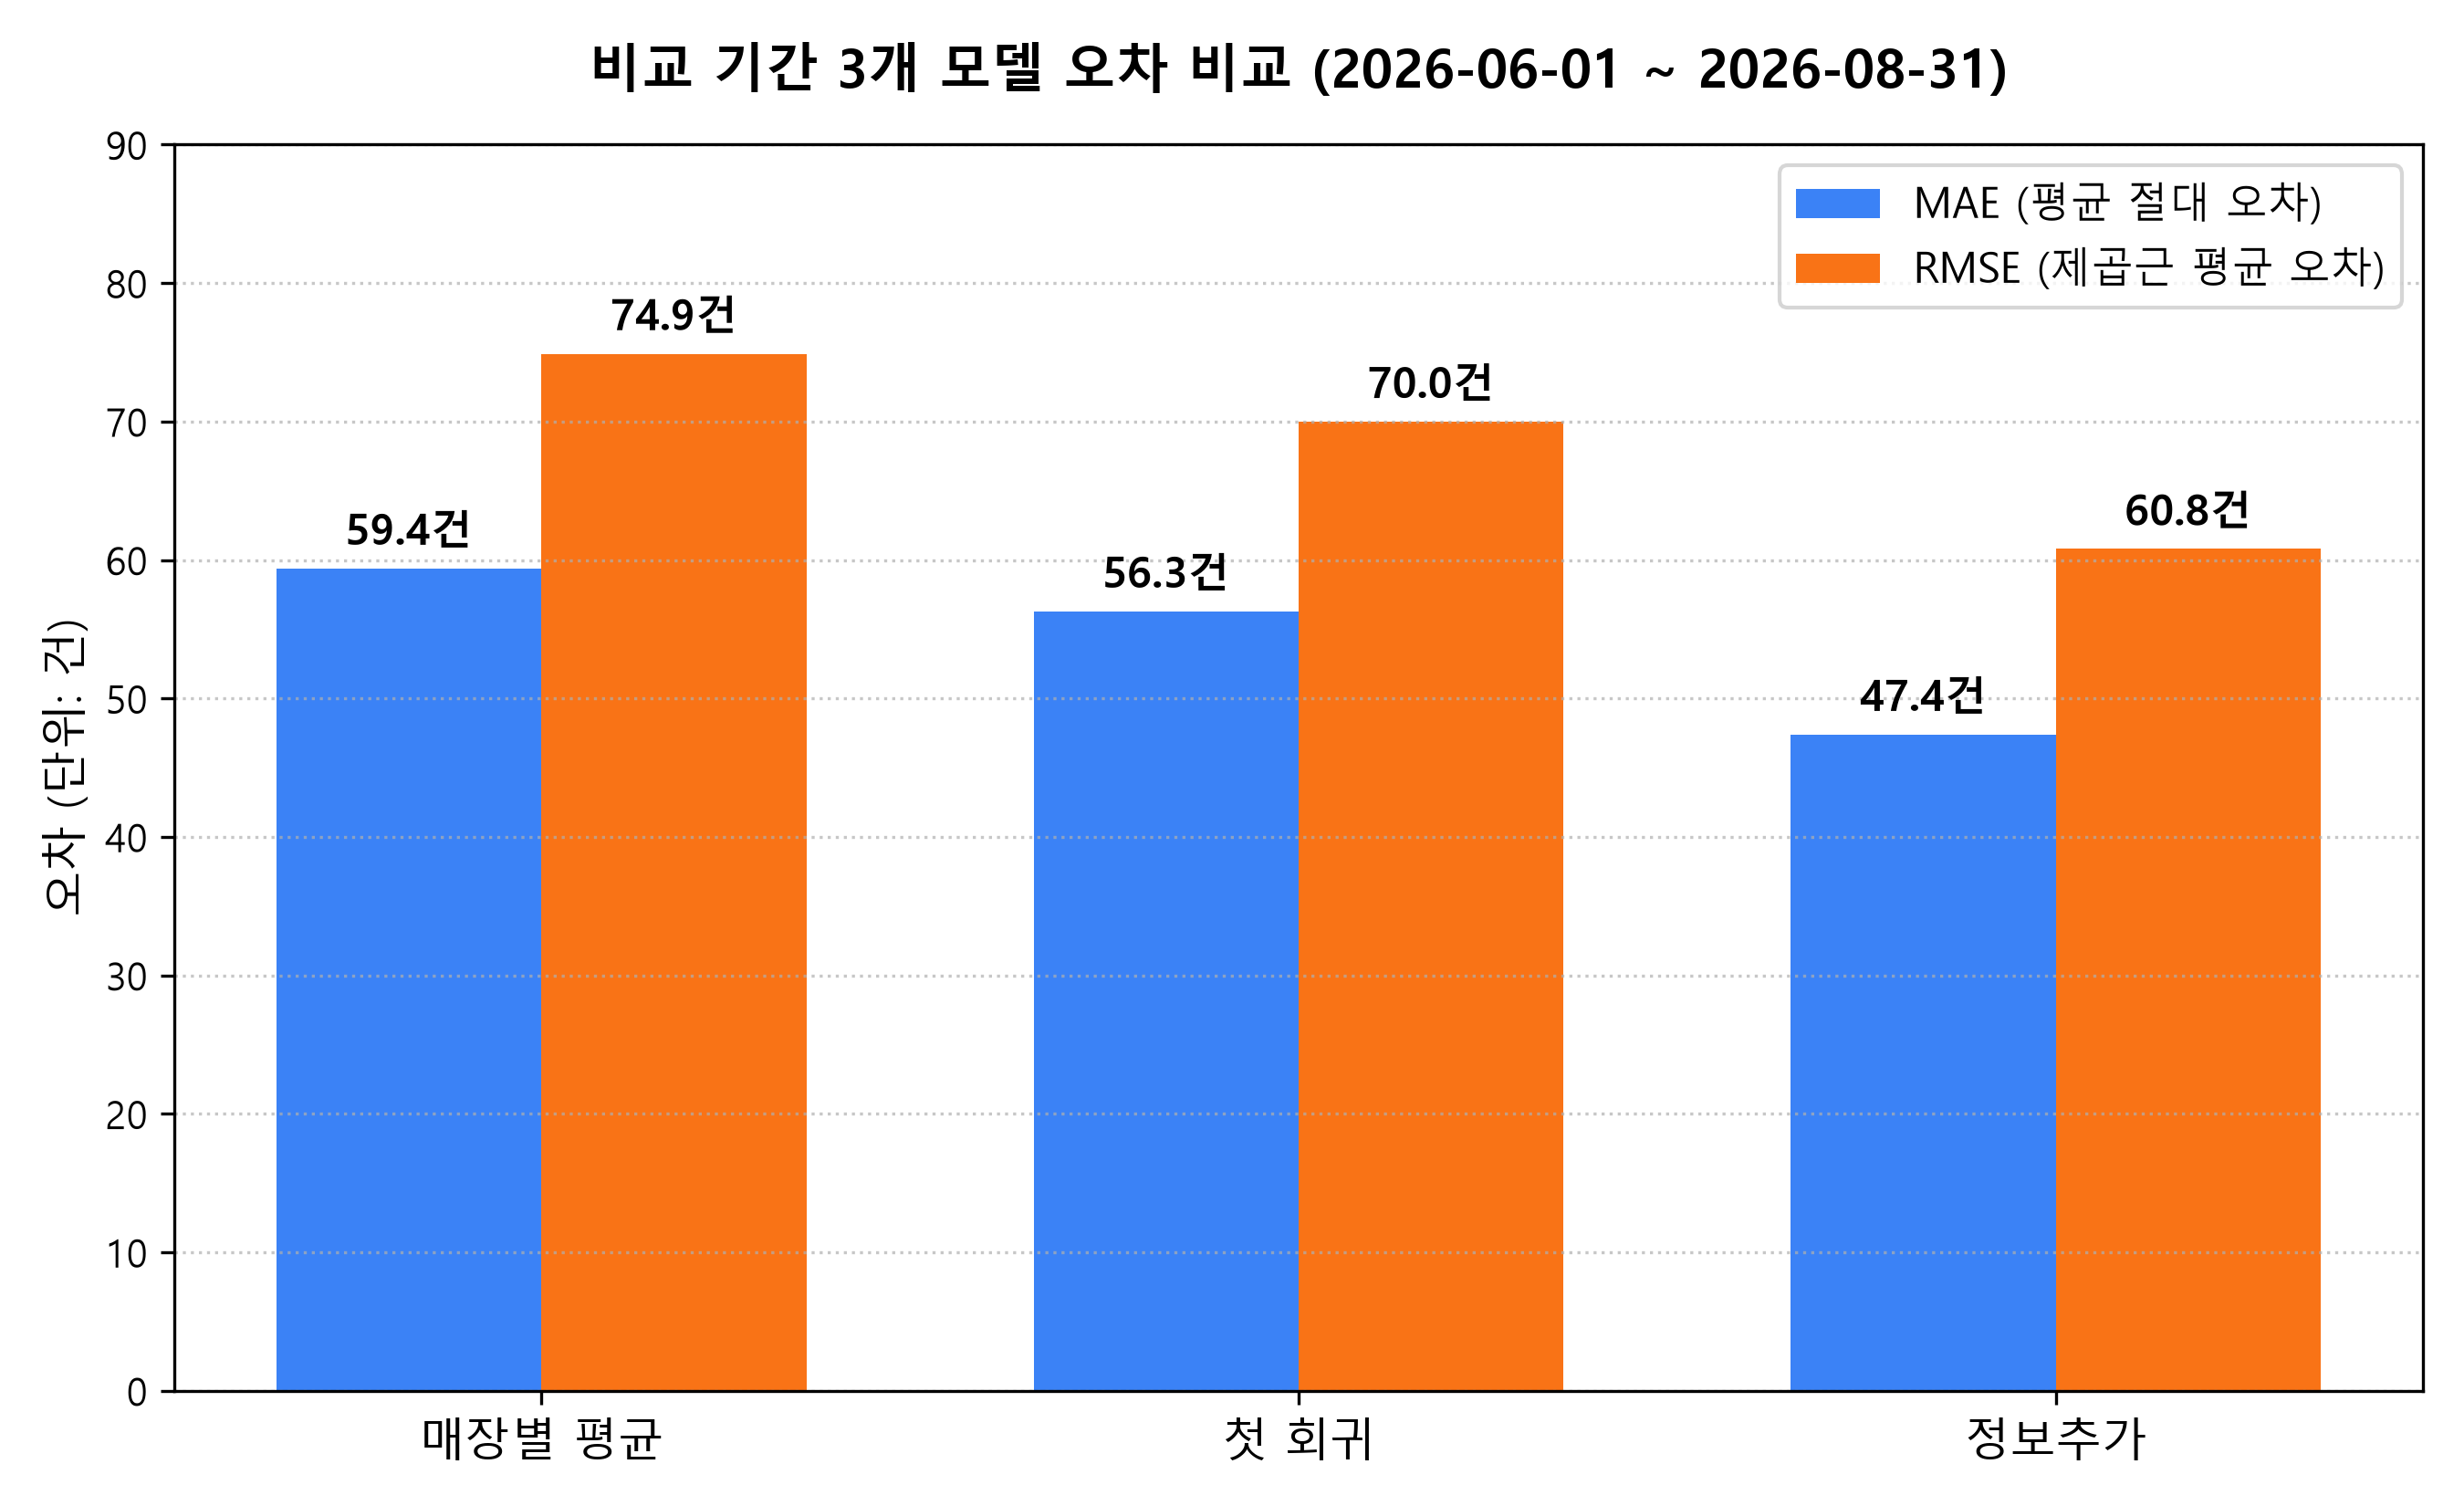 비교 기간 3개 모델 오차 비교 (2026-06-01 ~ 2026-08-31)
MAE (평균 절대 오차)
RMSE (제곱근 평균 오차)
오차 (단위: 건)
90
80
70
60
50
40
30
20
10
0
59.4건
74.9건
56.3건
70.0건
47.4건
60.8건
매장별 평균
첫 회귀
정보추가